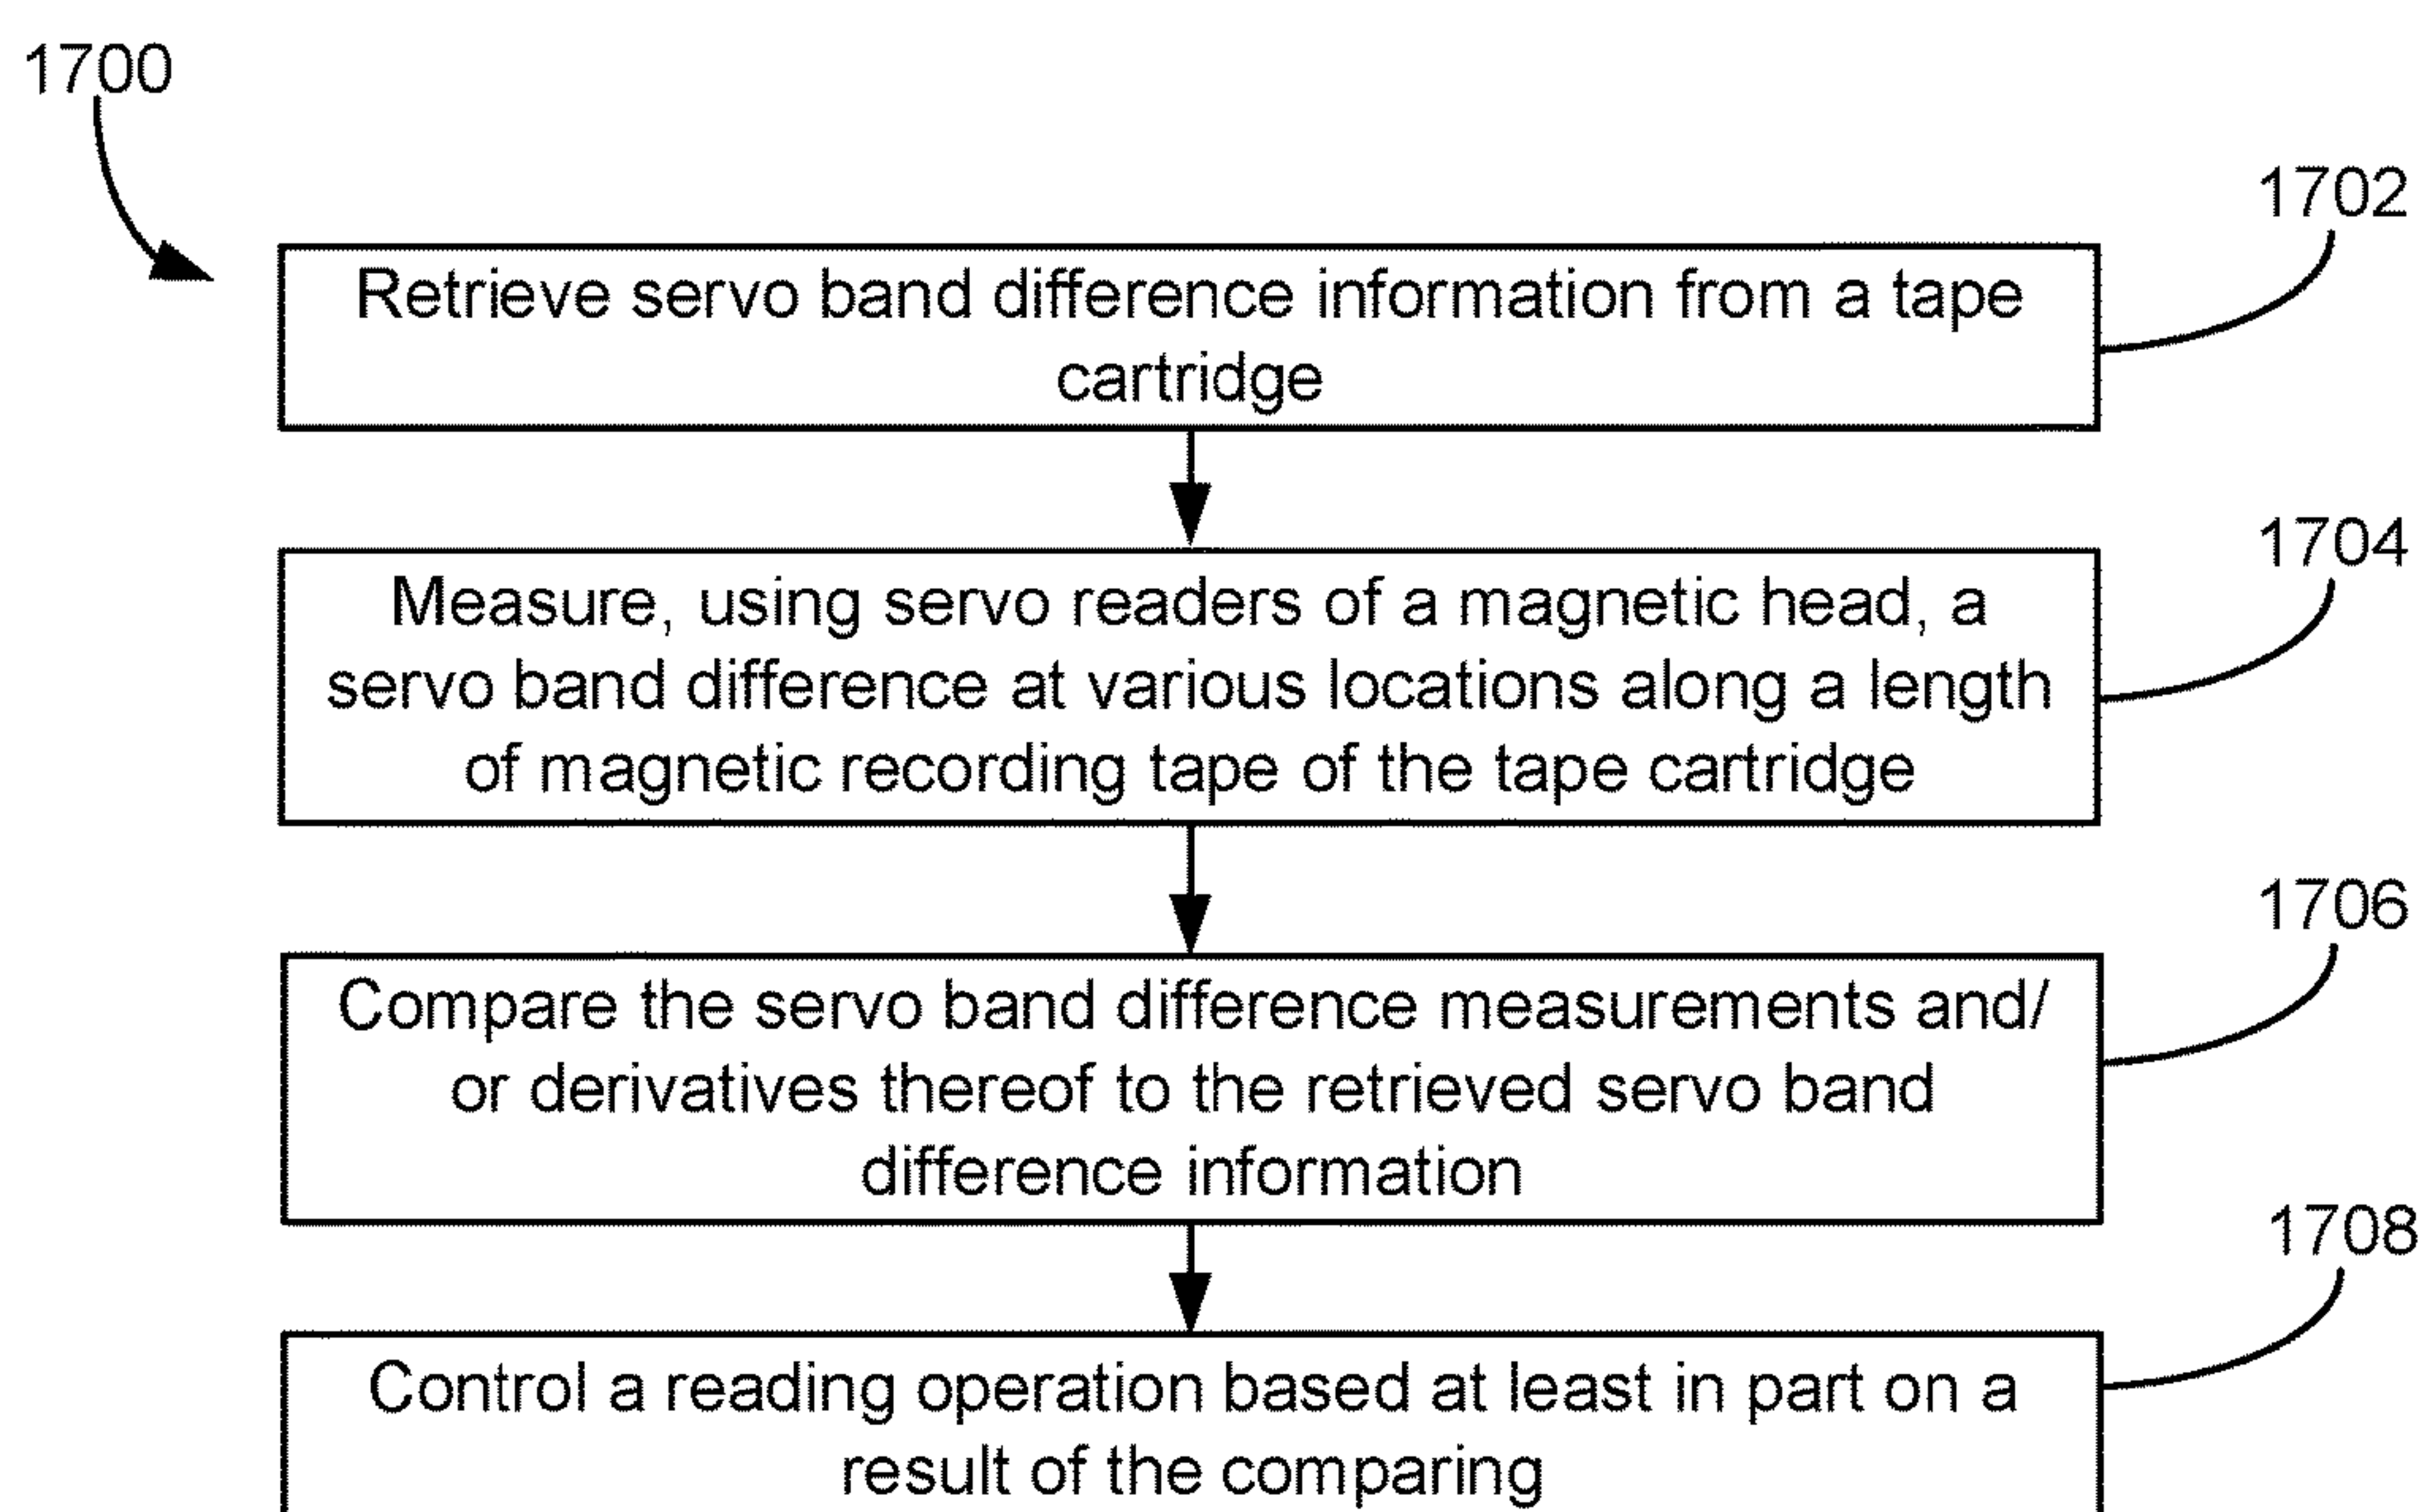 1700
1702
Retrieve servo band difference information from a tape
cartridge
1704
Measure, using servo readers of a magnetic head, a
servo band difference at various locations along a length
of magnetic recording tape of the tape cartridge
1706
Compare the servo band difference measurements and/
or derivatives thereof to the retrieved servo band
difference information
1708
Control a reading operation based at least in part on a
result of the comparing